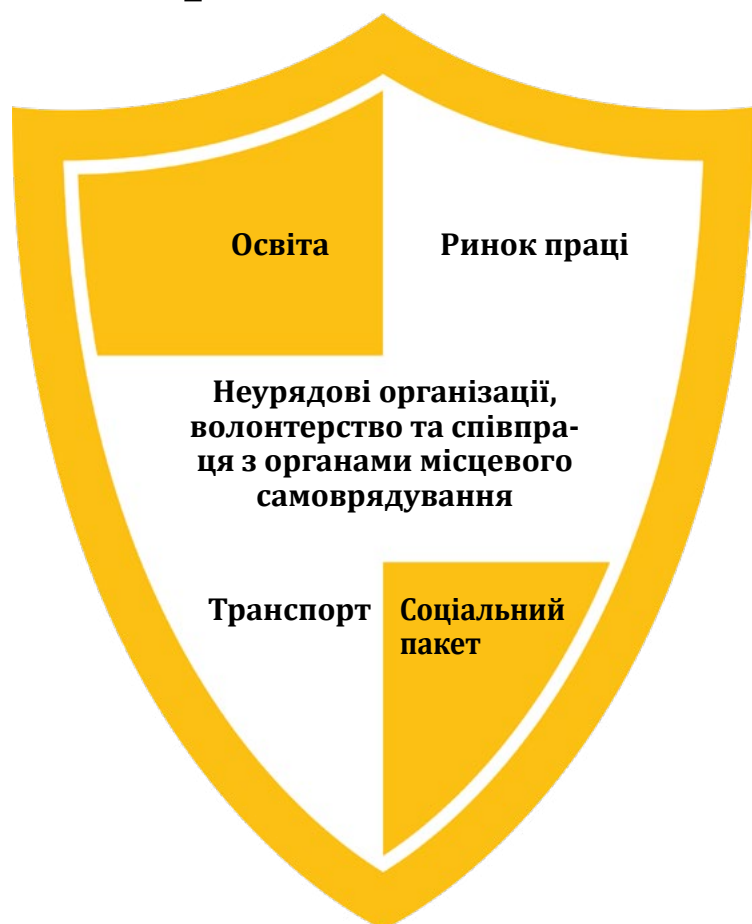 Освіта
Ринок праці
Неурядові організації,
волонтерство та співпра-
ця з органами місцевого
самоврядування
Транспорт
Соціальний
пакет